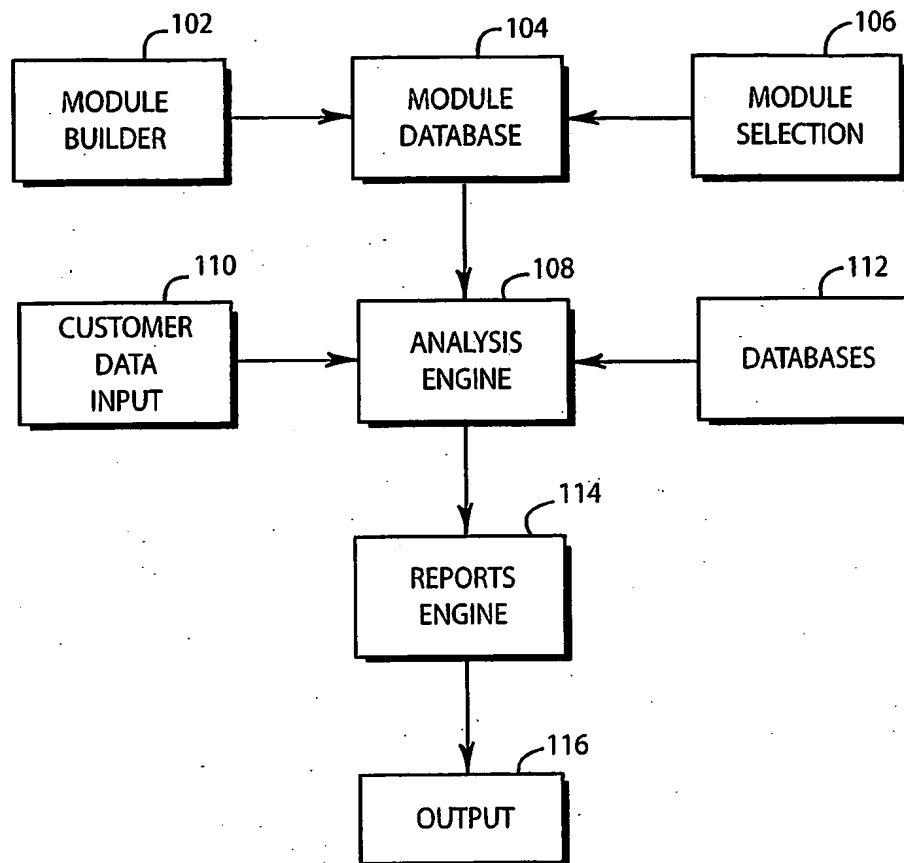 102
104
106
MODULE
BUILDER
MODULE
DATABASE
MODULE
SELECTION
110
108
112
CUSTOMER
DATA
INPUT
ANALYSIS
ENGINE
DATABASES
114
REPORTS
ENGINE
116
OUTPUT